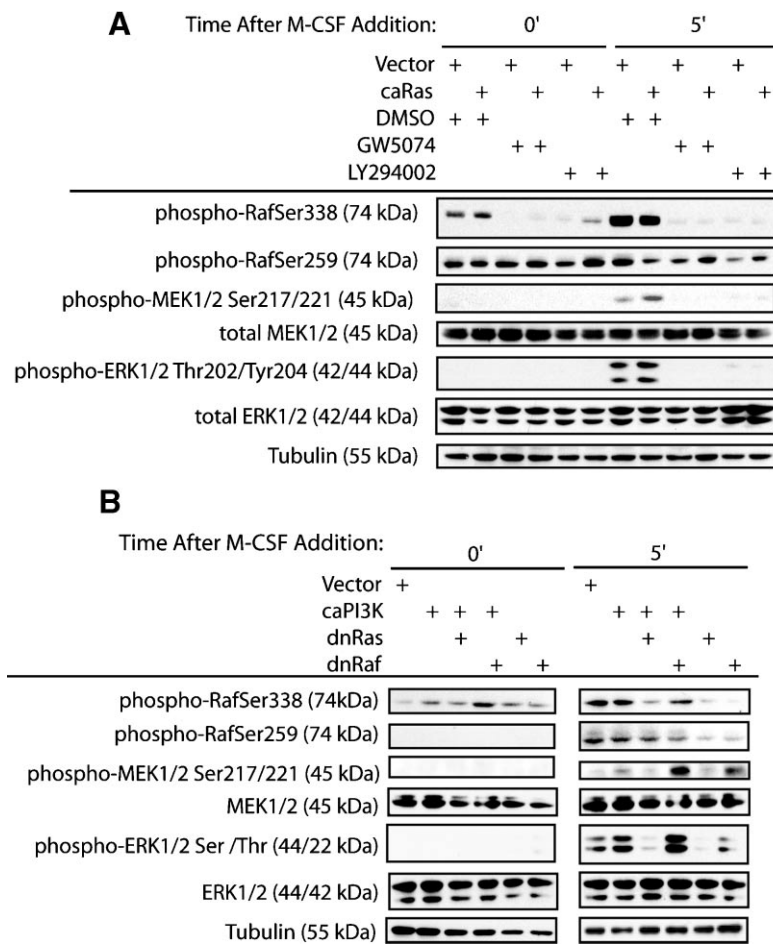 A
Time After M-CSF Addition: 0' 5'
Vector + + + + + +
caRas + + + + + +
DMSO + + + +
GW5074 + + + +
LY294002 + + + +
phospho-RafSer338 (74 kDa)
phospho-RafSer259 (74 kDa)
phospho-MEK1/2 Ser217/221 (45 kDa)
total MEK1/2 (45 kDa)
phospho-ERK1/2 Thr202/Tyr204 (42/44 kDa)
total ERK1/2 (42/44 kDa)
Tubulin (55 kDa)
B
Time After M-CSF Addition: 0' 5'
Vector + +
caPI3K + + + + + +
dnRas + + + +
dnRaf + + + +
phospho-RafSer338 (74kDa)
phospho-RafSer259 (74 kDa)
phospho-MEK1/2 Ser217/221 (45 kDa)
MEK1/2 (45 kDa)
phospho-ERK1/2 Ser /Thr (44/22 kDa)
ERK1/2 (44/42 kDa)
Tubulin (55 kDa)